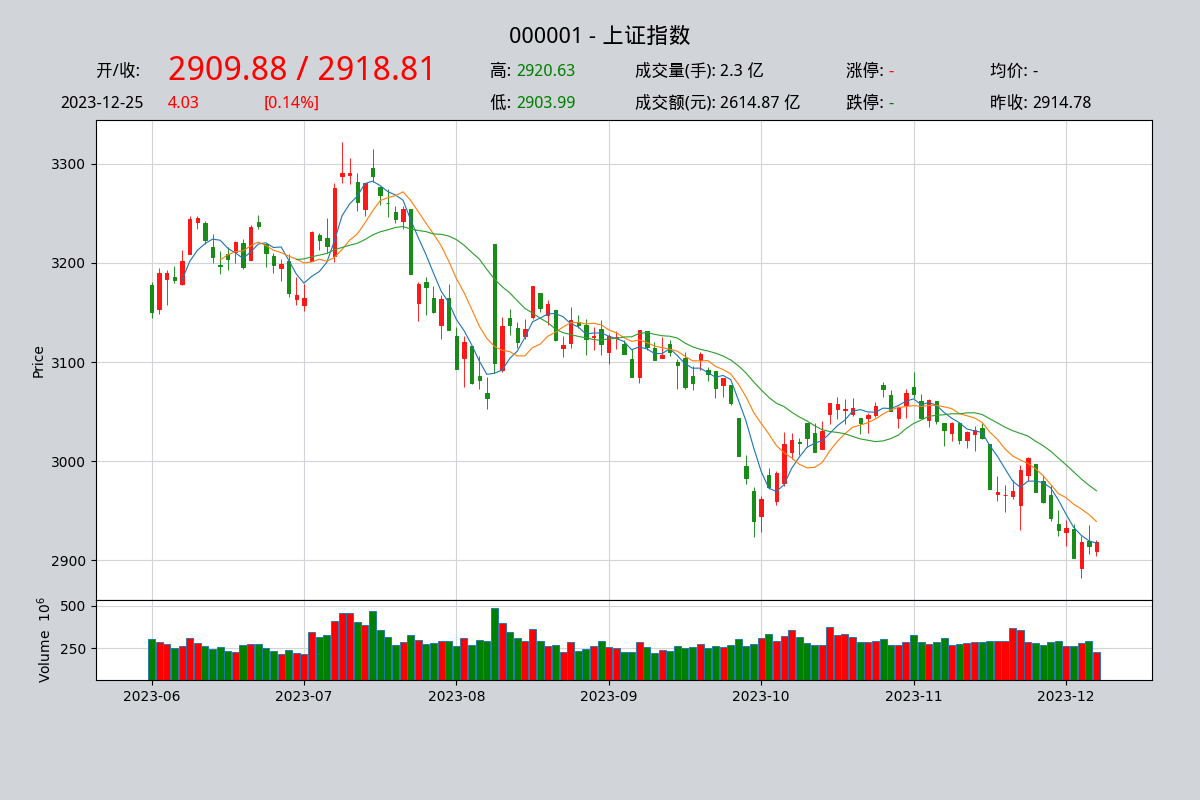 000001 - 上证指数
开/收: 2909.88 / 2918.81 高: 2920.63 成交量(手): 2.3 亿 涨停: - 均价: -
2023-12-25 4.03 [0.14%] 低: 2903.99 成交额(元): 2614.87 亿 跌停: - 昨收: 2914.78
Price
3300
3200
3100
3000
2900
Volume 10^6
500
250
2023-06 2023-07 2023-08 2023-09 2023-10 2023-11 2023-12